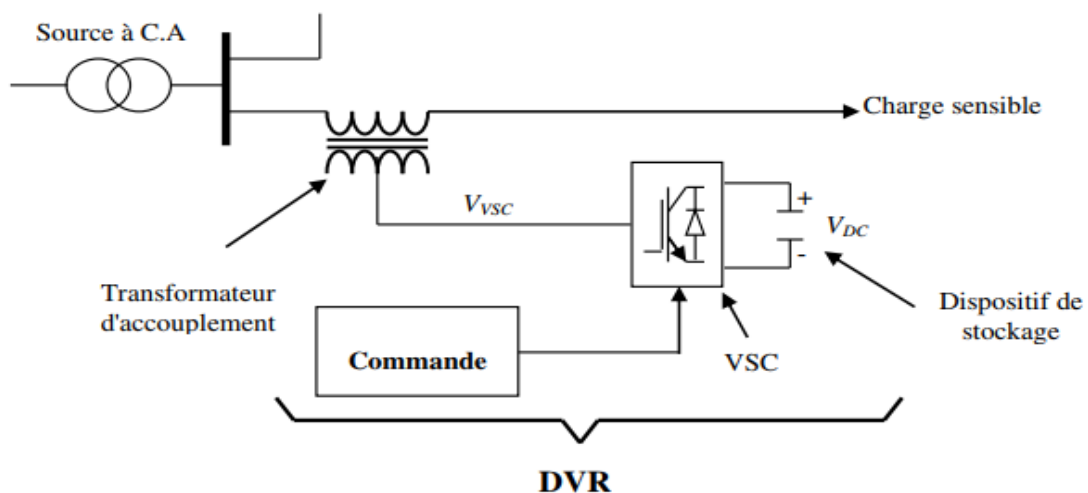 Source à C.A
Charge sensible
V_VSC
+
V_DC
-
Transformateur
d'accouplement
Dispositif de
stockage
Commande
VSC
DVR